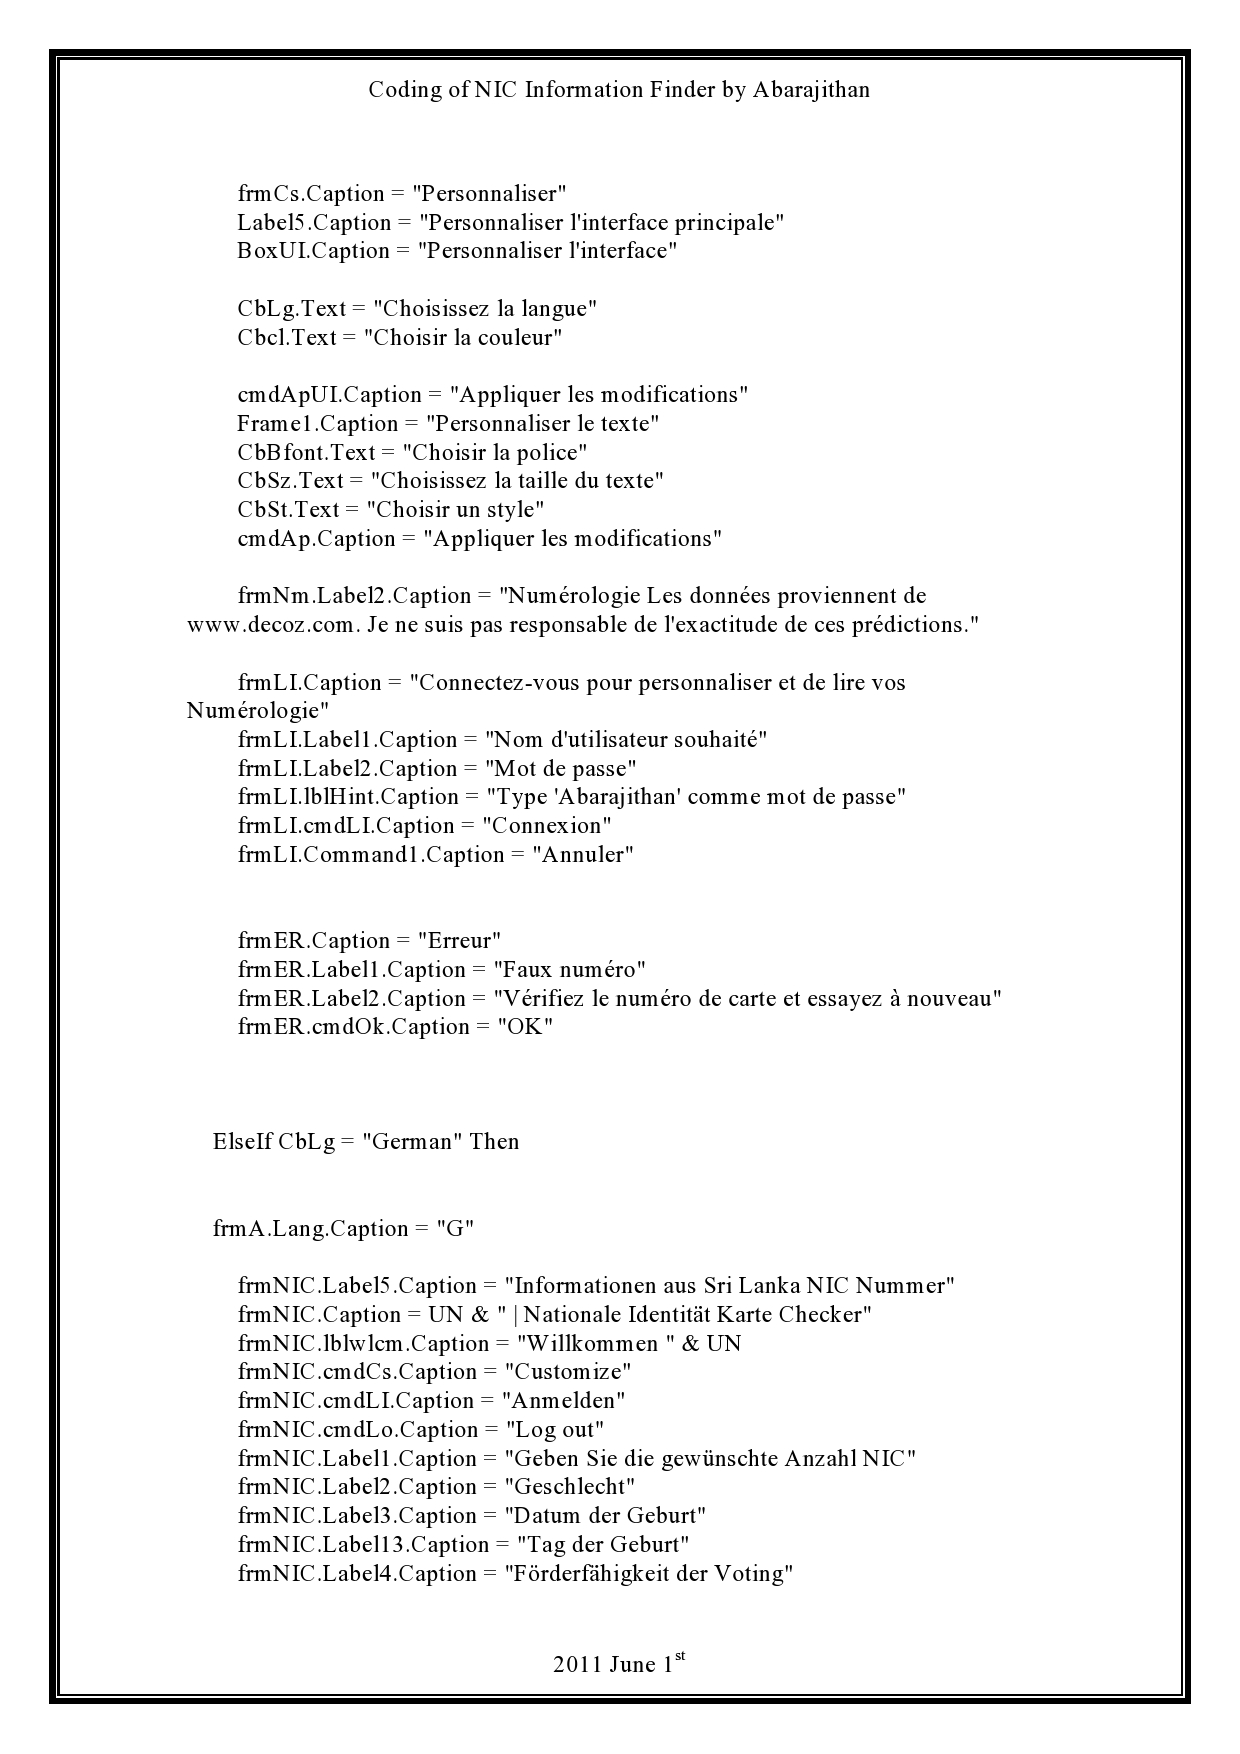 Coding of NIC Information Finder by Abarajithan
frmCs.Caption = "Personnaliser"
Label5.Caption = "Personnaliser l'interface principale"
BoxUI.Caption = "Personnaliser l'interface"
CbLg.Text = "Choisissez la langue"
Cbcl.Text = "Choisir la couleur"
cmdApUI.Caption = "Appliquer les modifications"
Frame1.Caption = "Personnaliser le texte"
CbBfont.Text = "Choisir la police"
CbSz.Text = "Choisissez la taille du texte"
CbSt.Text = "Choisir un style"
cmdAp.Caption = "Appliquer les modifications"
frmNm.Label2.Caption = "Numérologie Les données proviennent de
www.decoz.com. Je ne suis pas responsable de l'exactitude de ces prédictions."
frmLI.Caption = "Connectez-vous pour personnaliser et de lire vos
Numérologie"
frmLI.Label1.Caption = "Nom d'utilisateur souhaité"
frmLI.Label2.Caption = "Mot de passe"
frmLI.lblHint.Caption = "Type 'Abarajithan' comme mot de passe"
frmLI.cmdLI.Caption = "Connexion"
frmLI.Command1.Caption = "Annuler"
frmER.Caption = "Erreur"
frmER.Label1.Caption = "Faux numéro"
frmER.Label2.Caption = "Vérifiez le numéro de carte et essayez à nouveau"
frmER.cmdOk.Caption = "OK"
ElseIf CbLg = "German" Then
frmA.Lang.Caption = "G"
frmNIC.Label5.Caption = "Informationen aus Sri Lanka NIC Nummer"
frmNIC.Caption = UN & " | Nationale Identität Karte Checker"
frmNIC.lblwlcm.Caption = "Willkommen " & UN
frmNIC.cmdCs.Caption = "Customize"
frmNIC.cmdLI.Caption = "Anmelden"
frmNIC.cmdLo.Caption = "Log out"
frmNIC.Label1.Caption = "Geben Sie die gewünschte Anzahl NIC"
frmNIC.Label2.Caption = "Geschlecht"
frmNIC.Label3.Caption = "Datum der Geburt"
frmNIC.Label13.Caption = "Tag der Geburt"
frmNIC.Label4.Caption = "Förderfähigkeit der Voting"
2011 June 1st